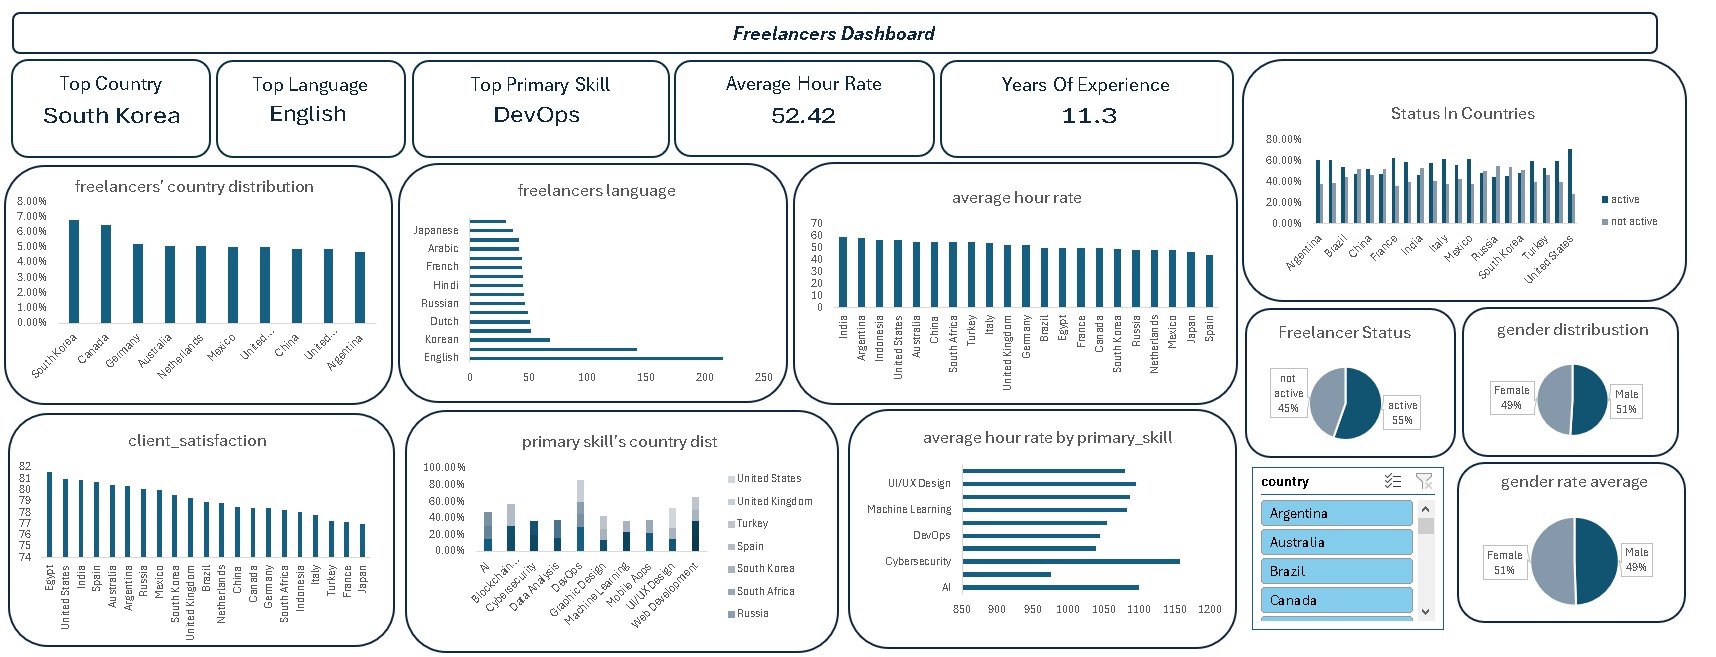 Freelancers Dashboard
Top Country
South Korea
Top Language
English
Top Primary Skill
DevOps
Average Hour Rate
52.42
Years Of Experience
11.3
Status In Countries
80.00%
60.00%
40.00%
20.00%
0.00%
Argentina
Brazil
China
France
India
Italy
Mexico
Russia
South Korea
Turkey
United States
active
not active
freelancers' country distribution
8.00%
7.00%
6.00%
5.00%
4.00%
3.00%
2.00%
1.00%
0.00%
South Korea
Canada
Germany
Australia
Netherlands
Mexico
United...
China
United...
Argentina
freelancers language
Japanese
Arabic
French
Hindi
Russian
Dutch
Korean
English
0
50
100
150
200
250
average hour rate
70
60
50
40
30
20
10
0
India
Argentina
Indonesia
United States
Australia
China
South Africa
Turkey
Italy
United Kingdom
Germany
Brazil
Egypt
France
Canada
South Korea
Russia
Netherlands
Mexico
Japan
Spain
Freelancer Status
not
active
45%
active
55%
gender distribustion
Female
49%
Male
51%
client_satisfaction
82
81
80
79
78
77
76
75
74
Egypt
United States
India
Spain
Australia
Argentina
Russia
Mexico
South Korea
United Kingdom
Brazil
Netherlands
China
Canada
Germany
South Africa
Indonesia
Italy
Turkey
France
Japan
primary skill's country dist
100.00%
80.00%
60.00%
40.00%
20.00%
0.00%
AI
Blockchain...
Cybersecurity
Data Analysis
DevOps
Graphic Design
Machine Learning
Mobile Apps
UI/UX Design
Web Development
United States
United Kingdom
Turkey
Spain
South Korea
South Africa
Russia
average hour rate by primary_skill
UI/UX Design
Machine Learning
DevOps
Cybersecurity
AI
850
900
950
1000
1050
1100
1150
1200
country
Argentina
Australia
Brazil
Canada
gender rate average
Female
51%
Male
49%